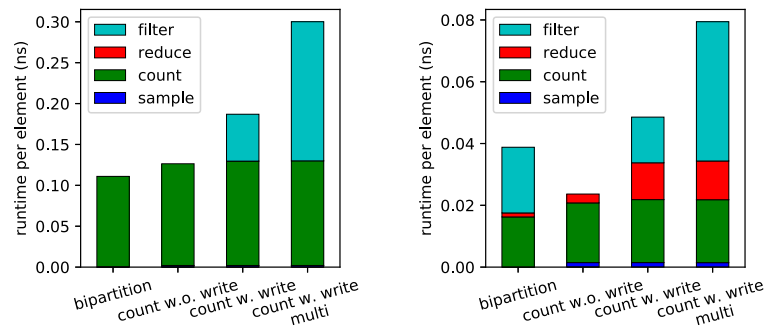 runtime per element (ns)
0.30
0.25
0.20
0.15
0.10
0.05
0.00
filter
reduce
count
sample
bipartition
count w.o. write
count w. write
count w. write
multi
runtime per element (ns)
0.08
0.06
0.04
0.02
0.00
filter
reduce
count
sample
bipartition
count w.o. write
count w. write
count w. write
multi